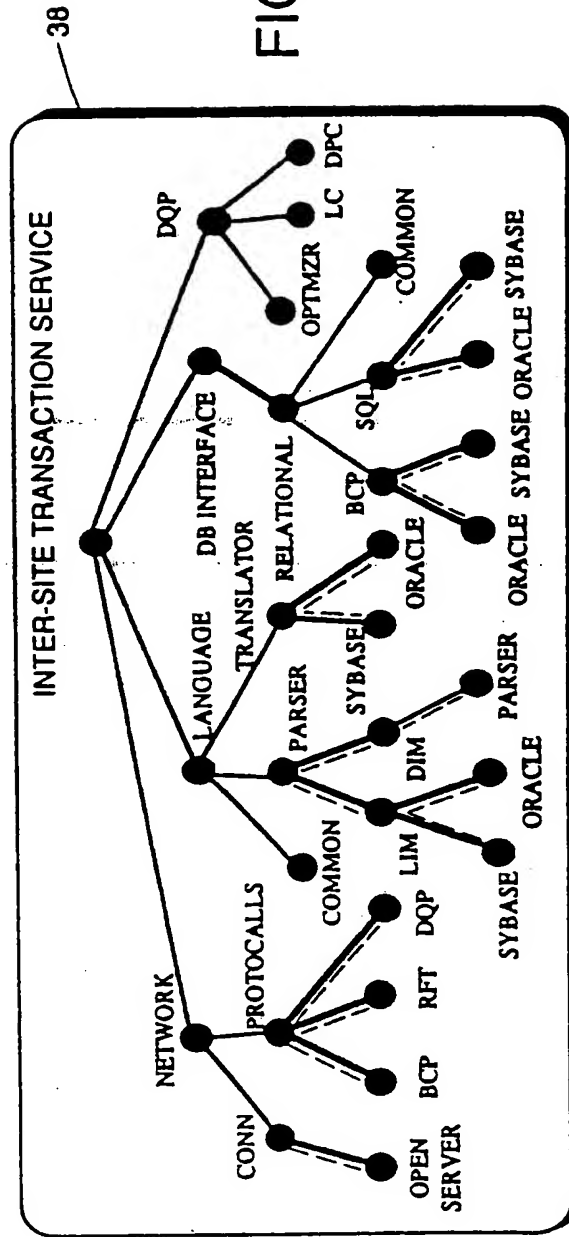 38
FIG
INTER-SITE TRANSACTION SERVICE
NETWORK
LANGUAGE
DB INTERFACE
DQP
CONN
PROTOCALLS
COMMON
PARSER
TRANSLATOR
RELATIONAL
OPTMZR
LC
DPC
OPEN
SERVER
BCP
RFT
DQP
LIM
DIM
SYBASE
ORACLE
BCP
SQL
COMMON
SYBASE
ORACLE
PARSER
ORACLE
SYBASE
ORACLE
SYBASE